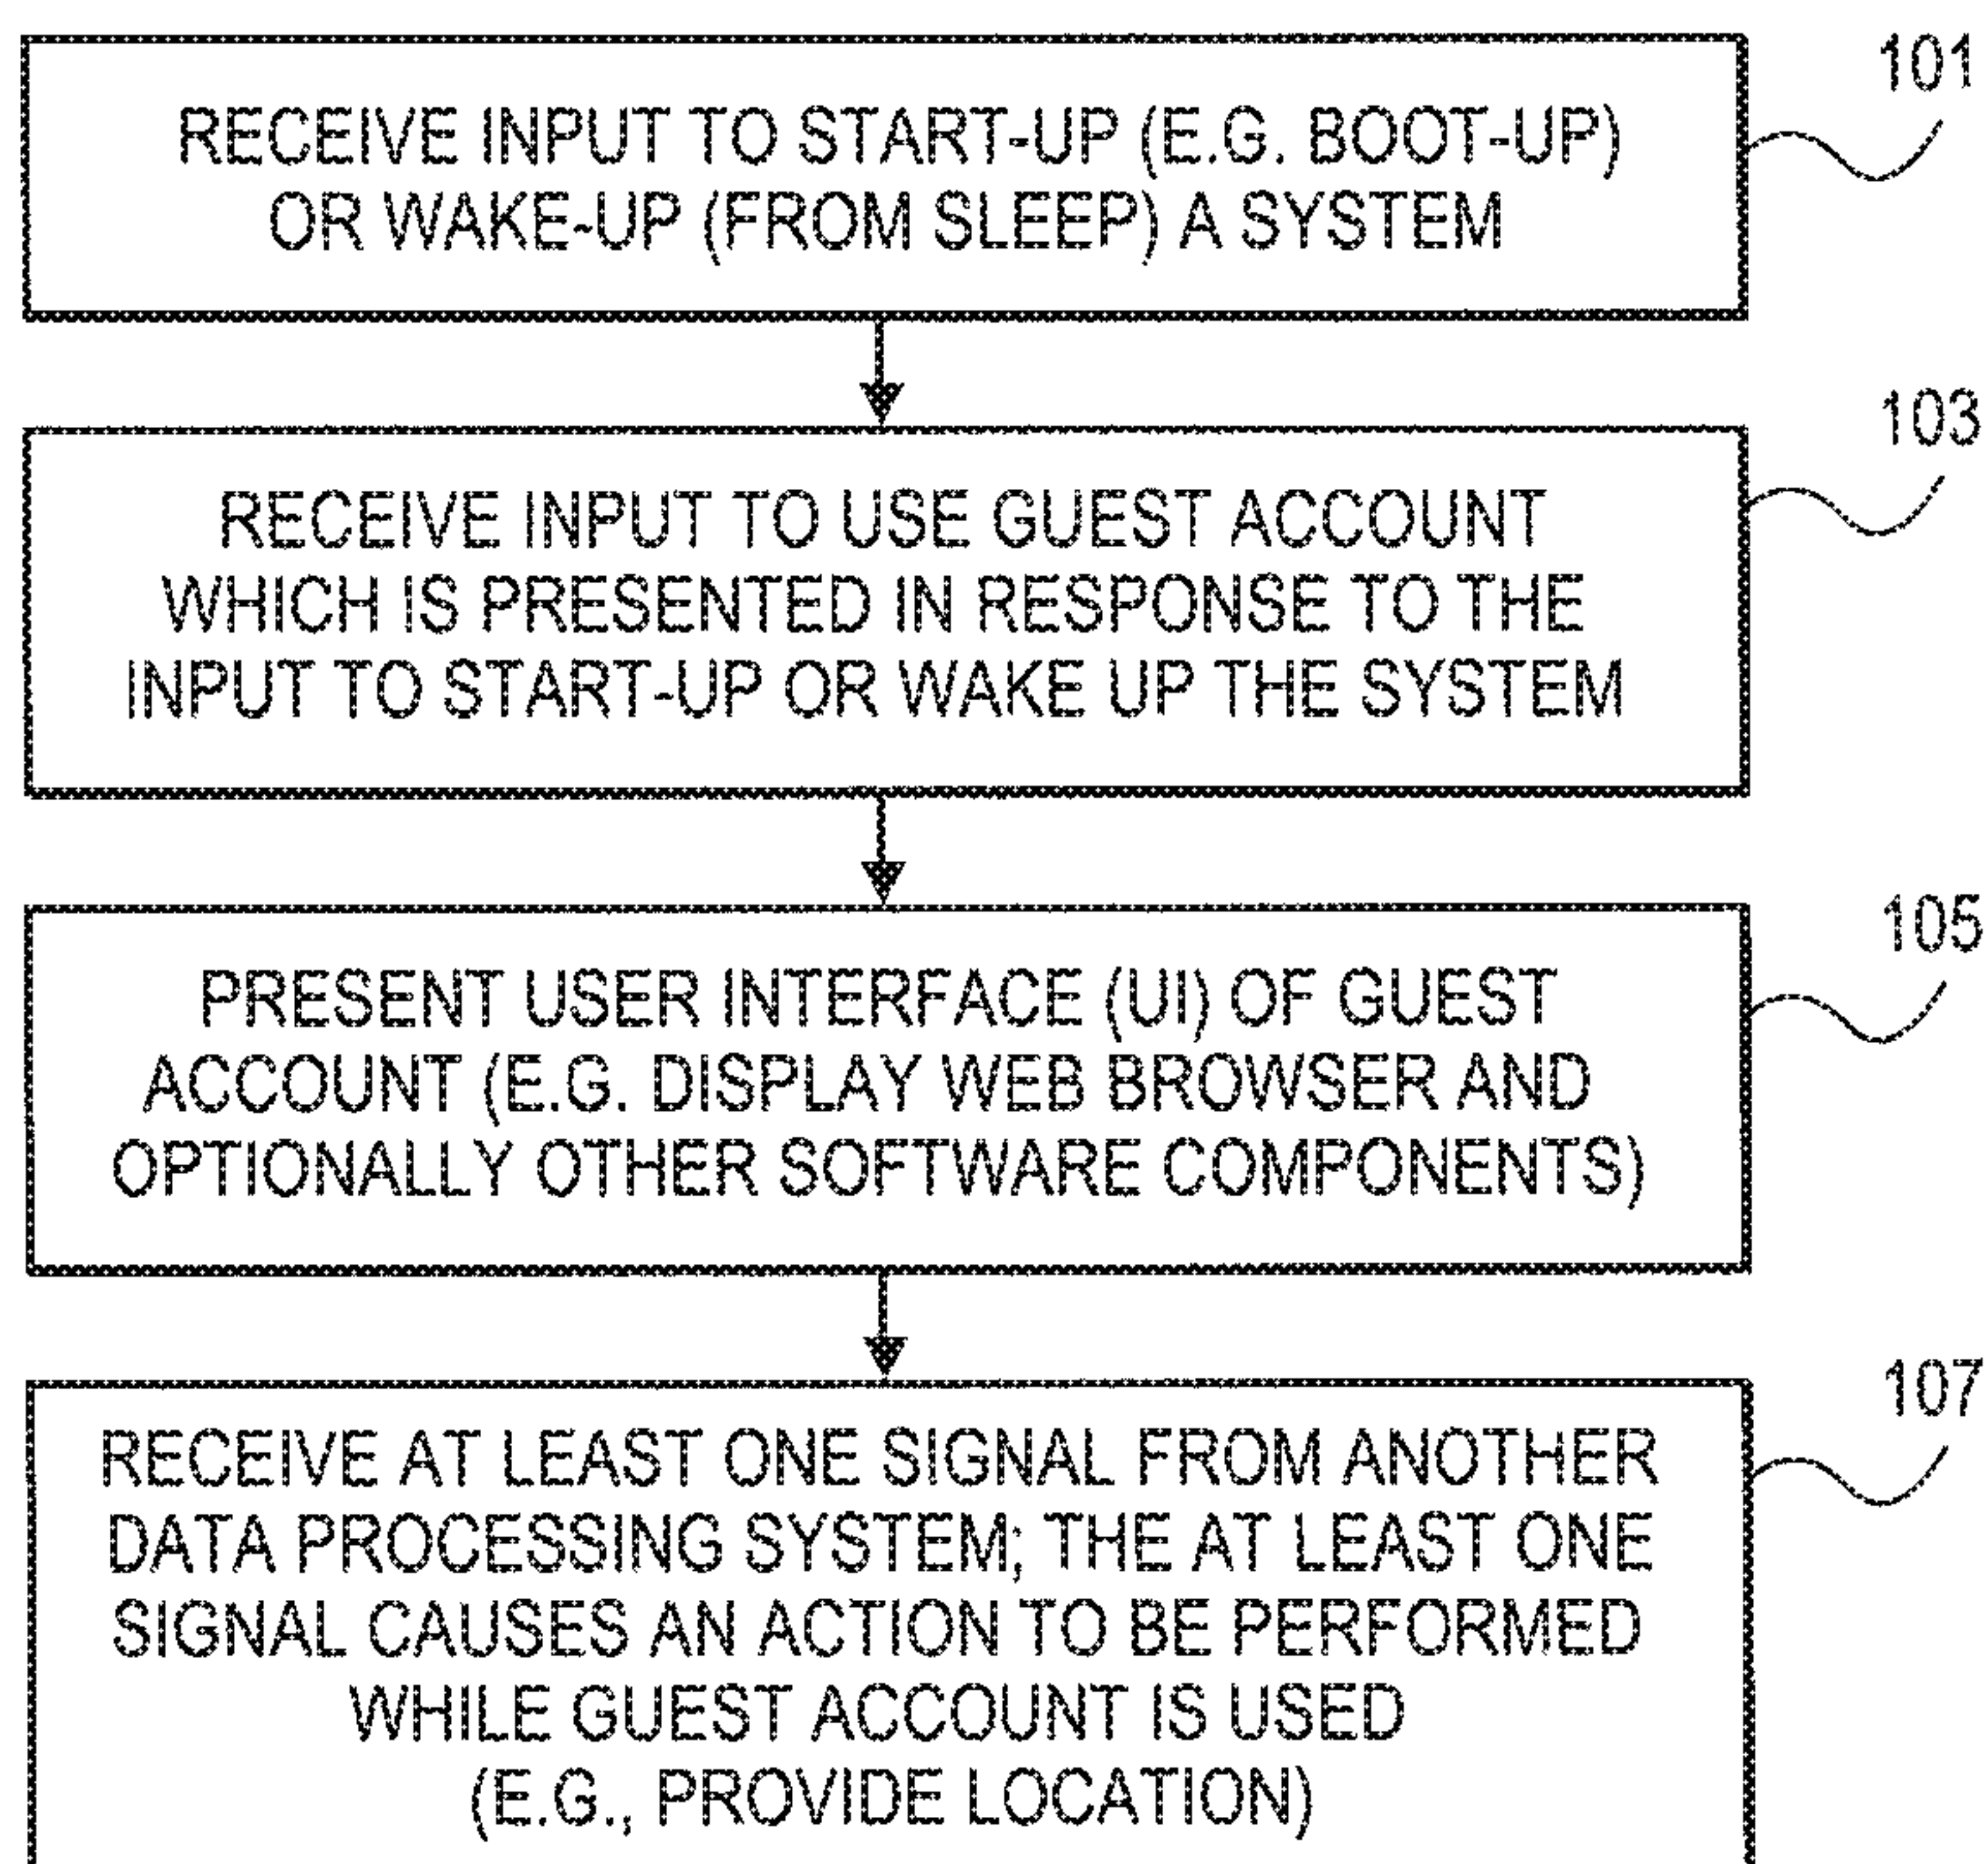 101
RECEIVE INPUT TO START-UP (E.G. BOOT-UP)
OR WAKE-UP (FROM SLEEP) A SYSTEM
103
RECEIVE INPUT TO USE GUEST ACCOUNT
WHICH IS PRESENTED IN RESPONSE TO THE
INPUT TO START-UP OR WAKE UP THE SYSTEM
105
PRESENT USER INTERFACE (UI) OF GUEST
ACCOUNT (E.G. DISPLAY WEB BROWSER AND
OPTIONALLY OTHER SOFTWARE COMPONENTS)
107
RECEIVE AT LEAST ONE SIGNAL FROM ANOTHER
DATA PROCESSING SYSTEM; THE AT LEAST ONE
SIGNAL CAUSES AN ACTION TO BE PERFORMED
WHILE GUEST ACCOUNT IS USED
(E.G., PROVIDE LOCATION)